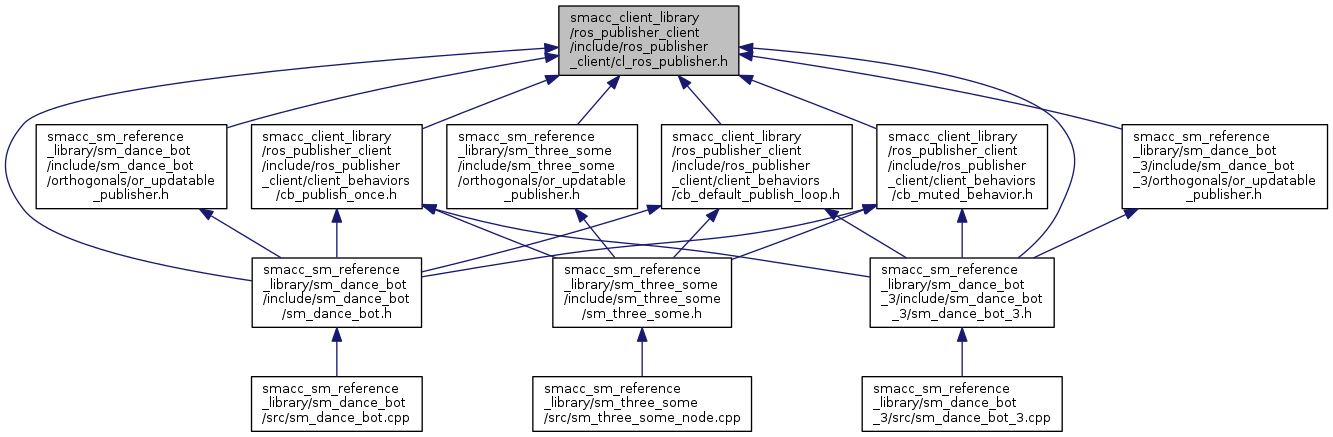 smacc_client_library
/ros_publisher_client
/include/ros_publisher
_client/cl_ros_publisher.h
smacc_sm_reference
_library/sm_dance_bot
/include/sm_dance_bot
/orthogonals/or_updatable
_publisher.h
smacc_client_library
/ros_publisher_client
/include/ros_publisher
_client/client_behaviors
/cb_publish_once.h
smacc_sm_reference
_library/sm_three_some
/include/sm_three_some
/orthogonals/or_updatable
_publisher.h
smacc_client_library
/ros_publisher_client
/include/ros_publisher
_client/client_behaviors
/cb_default_publish_loop.h
smacc_client_library
/ros_publisher_client
/include/ros_publisher
_client/client_behaviors
/cb_muted_behavior.h
smacc_sm_reference
_library/sm_dance_bot
_3/include/sm_dance_bot
_3/orthogonals/or_updatable
_publisher.h
smacc_sm_reference
_library/sm_dance_bot
/include/sm_dance_bot
/sm_dance_bot.h
smacc_sm_reference
_library/sm_three_some
/include/sm_three_some
/sm_three_some.h
smacc_sm_reference
_library/sm_dance_bot
_3/include/sm_dance_bot
_3/sm_dance_bot_3.h
smacc_sm_reference
_library/sm_dance_bot
/src/sm_dance_bot.cpp
smacc_sm_reference
_library/sm_three_some
/src/sm_three_some_node.cpp
smacc_sm_reference
_library/sm_dance_bot
_3/src/sm_dance_bot_3.cpp